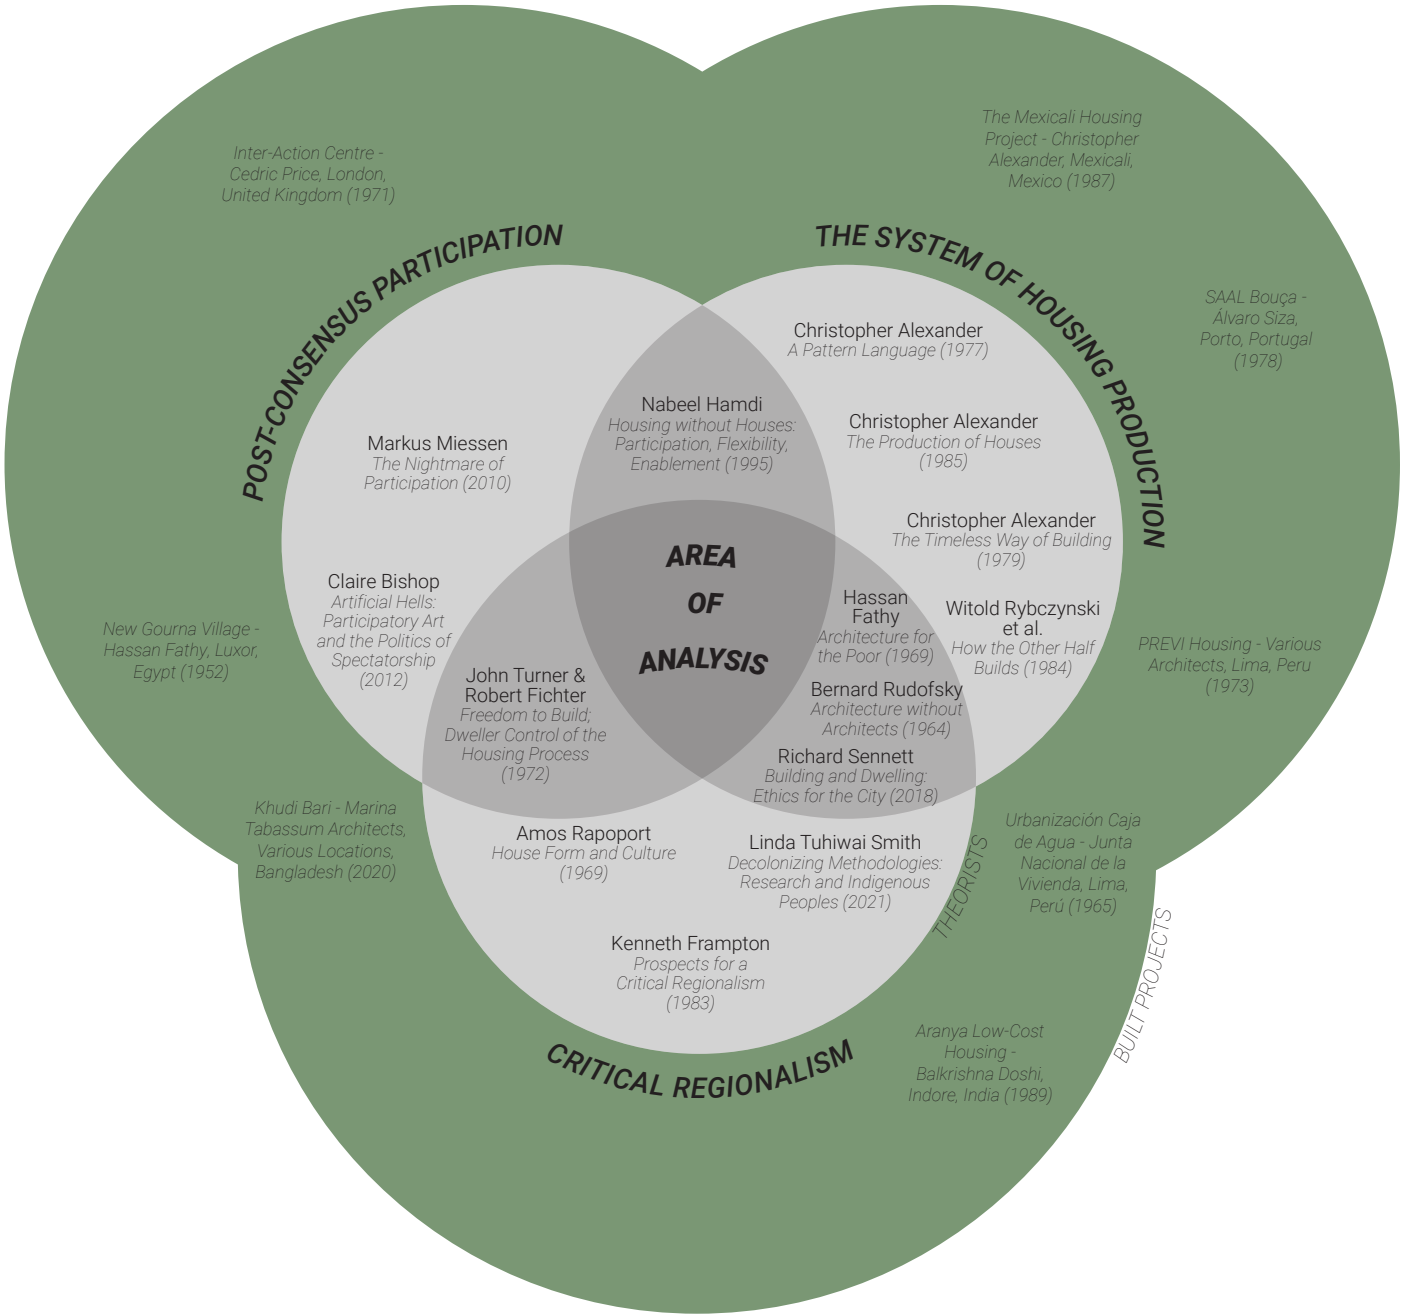 Inter-Action Centre -
Cedric Price, London,
United Kingdom (1971)
The Mexicali Housing
Project - Christopher
Alexander, Mexicali,
Mexico (1987)
POST-CONSENSUS PARTICIPATION
THE SYSTEM OF HOUSING PRODUCTION
SAAL Bouça -
Álvaro Siza,
Porto, Portugal
(1978)
Christopher Alexander
A Pattern Language (1977)
Nabeel Hamdi
Housing without Houses:
Participation, Flexibility,
Enablement (1995)
Christopher Alexander
The Production of Houses
(1985)
Markus Miessen
The Nightmare of
Participation (2010)
Christopher Alexander
The Timeless Way of Building
(1979)
AREA
OF
ANALYSIS
Claire Bishop
Artificial Hells:
Participatory Art
and the Politics of
Spectatorship
(2012)
Hassan
Fathy
Architecture for
the Poor (1969)
Witold Rybczynski
et al.
How the Other Half
Builds (1984)
New Gourna Village -
Hassan Fathy, Luxor,
Egypt (1952)
PREVI Housing - Various
Architects, Lima, Peru
(1973)
John Turner &
Robert Fichter
Freedom to Build;
Dweller Control of the
Housing Process
(1972)
Bernard Rudofsky
Architecture without
Architects (1964)
Richard Sennett
Building and Dwelling:
Ethics for the City (2018)
Khudi Bari - Marina
Tabassum Architects,
Various Locations,
Bangladesh (2020)
Amos Rapoport
House Form and Culture
(1969)
Linda Tuhiwai Smith
Decolonizing Methodologies:
Research and Indigenous
Peoples (2021)
THEORISTS
Urbanización Caja
de Agua - Junta
Nacional de la
Vivienda, Lima,
Perú (1965)
BUILT PROJECTS
Kenneth Frampton
Prospects for a
Critical Regionalism
(1983)
CRITICAL REGIONALISM
Aranya Low-Cost
Housing -
Balkrishna Doshi,
Indore, India (1989)